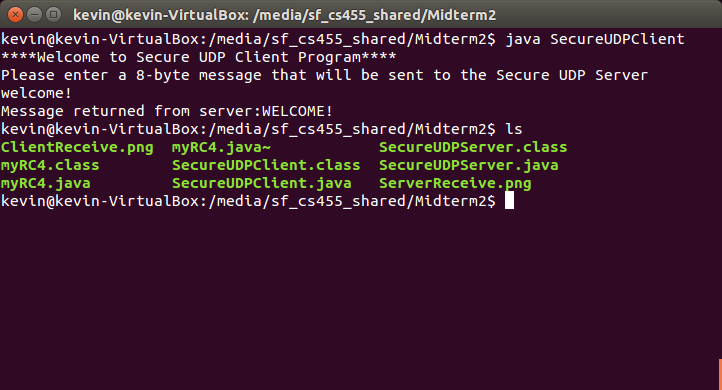 kevin@kevin-VirtualBox: /media/sf_cs455_shared/Midterm2
kevin@kevin-VirtualBox:/media/sf_cs455_shared/Midterm2$ java SecureUDPClient
****Welcome to Secure UDP Client Program****
Please enter a 8-byte message that will be sent to the Secure UDP Server
welcome!
Message returned from server:WELCOME!
kevin@kevin-VirtualBox:/media/sf_cs455_shared/Midterm2$ ls
ClientReceive.png  myRC4.java~            SecureUDPServer.class
myRC4.class        SecureUDPClient.class  SecureUDPServer.java
myRC4.java         SecureUDPClient.java   ServerReceive.png
kevin@kevin-VirtualBox:/media/sf_cs455_shared/Midterm2$